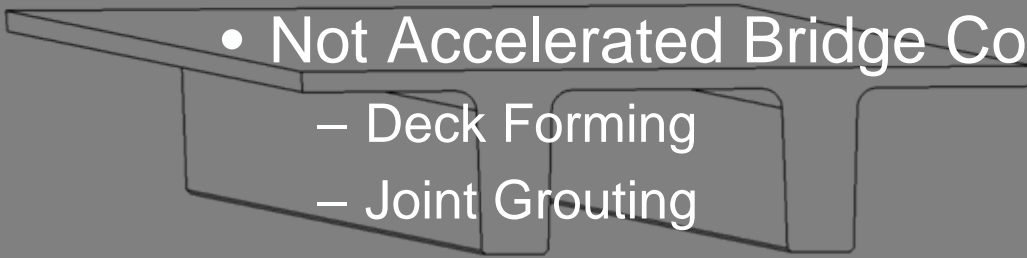 • Not Accelerated Bridge Co
– Deck Forming
– Joint Grouting